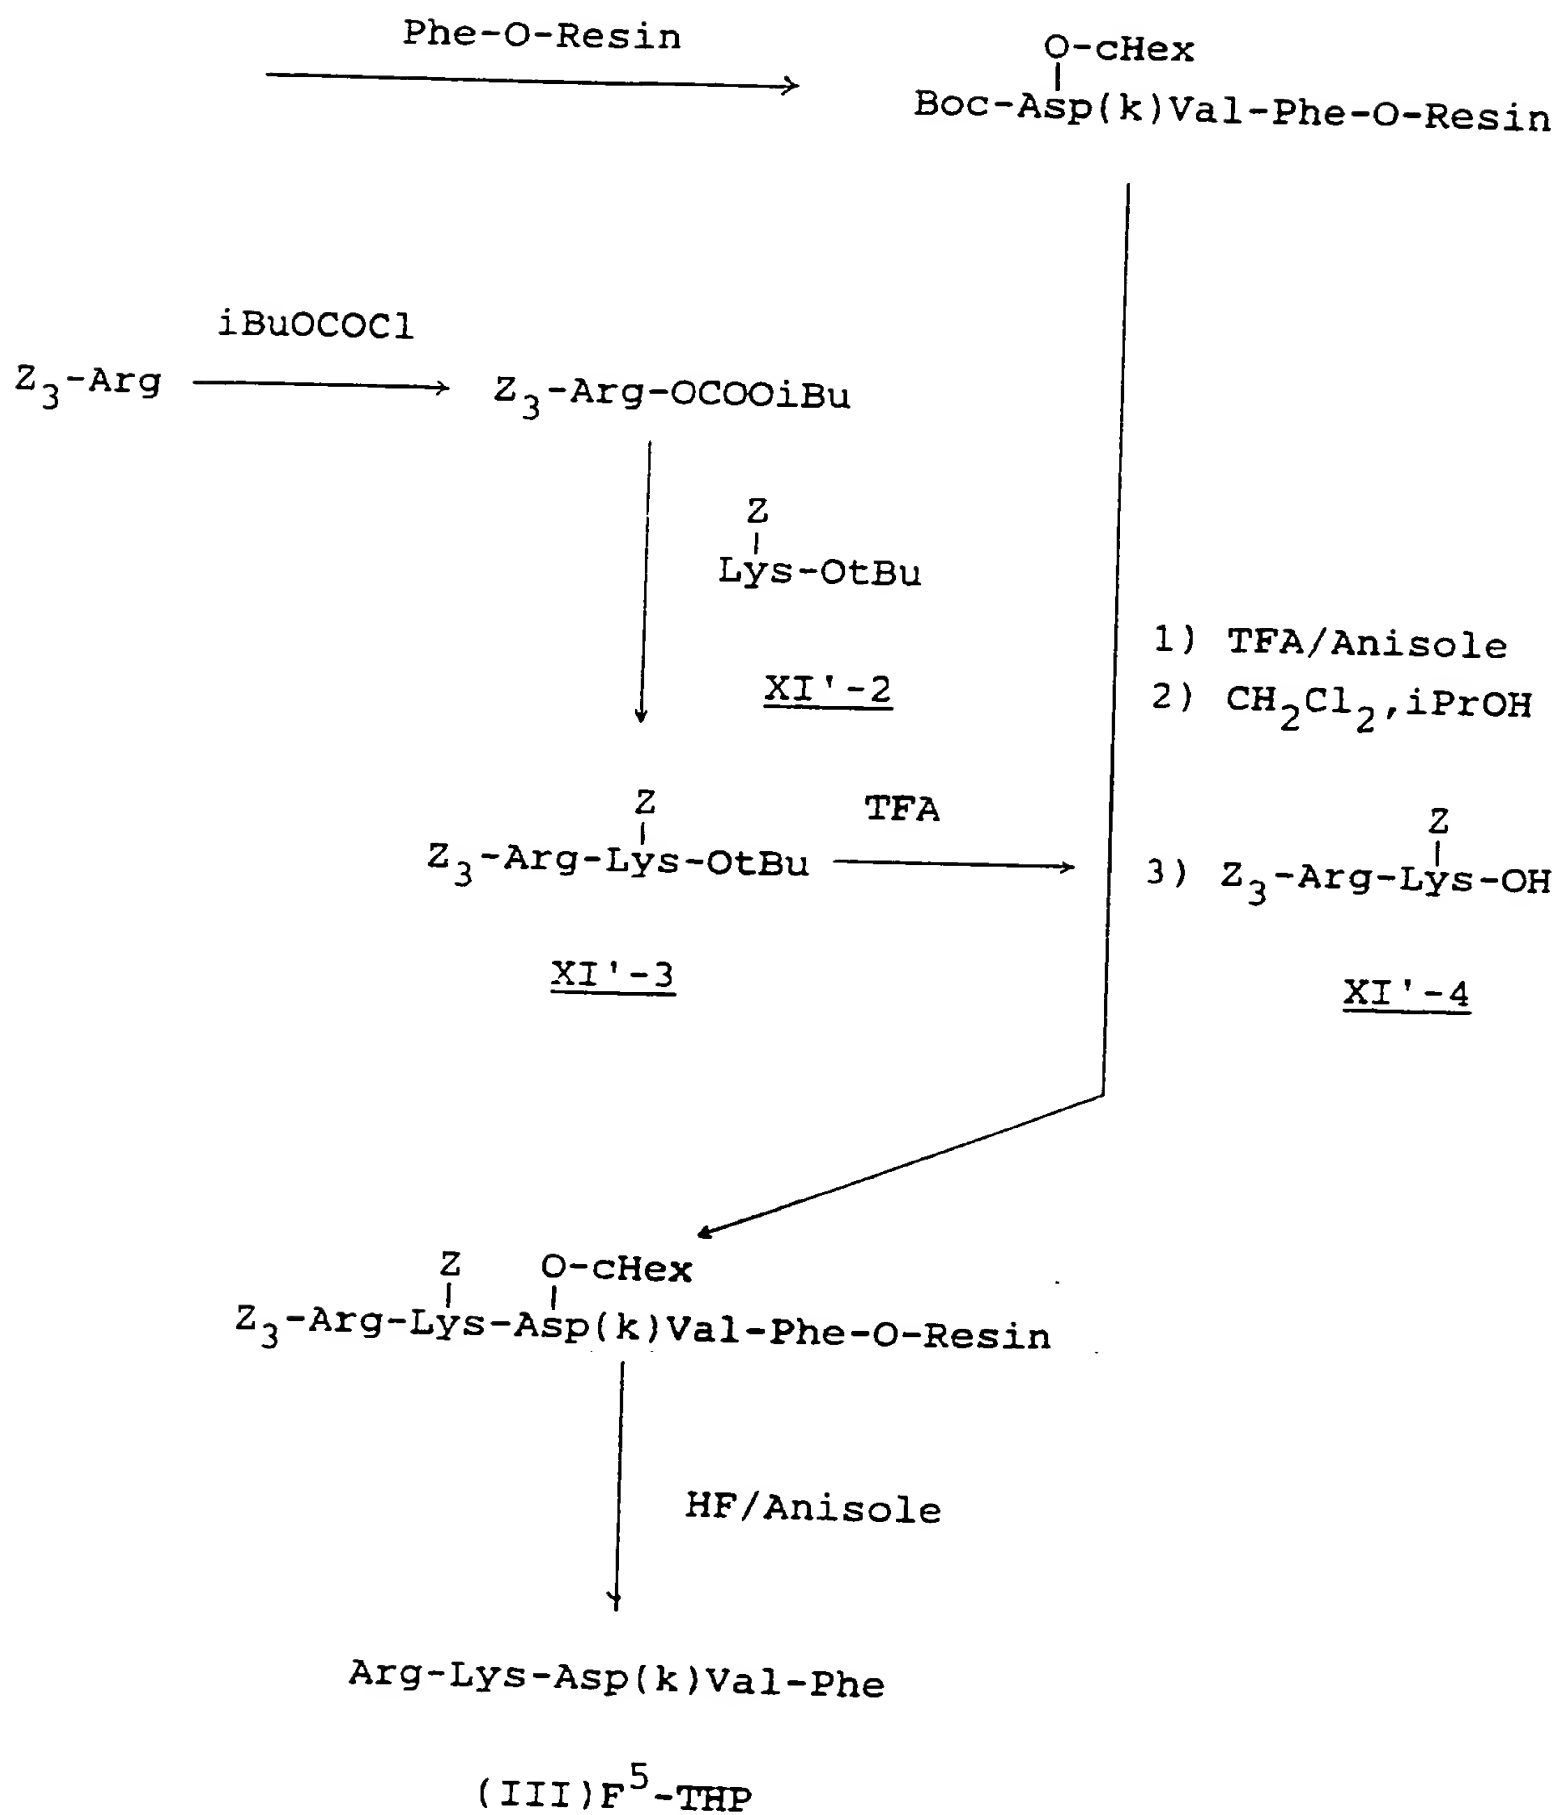 Phe-O-Resin
O-cHex
Boc-Asp(k)Val-Phe-O-Resin
iBuOCOCl
Z3-Arg
Z3-Arg-OCOOiBu
Z
Lys-OtBu
XI'-2
1) TFA/Anisole
2) CH2Cl2,iPrOH
Z
Z3-Arg-Lys-OtBu
TFA
Z
3) Z3-Arg-Lys-OH
XI'-3
XI'-4
Z O-cHex
Z3-Arg-Lys-Asp(k)Val-Phe-O-Resin
HF/Anisole
Arg-Lys-Asp(k)Val-Phe
(III)F5-THP